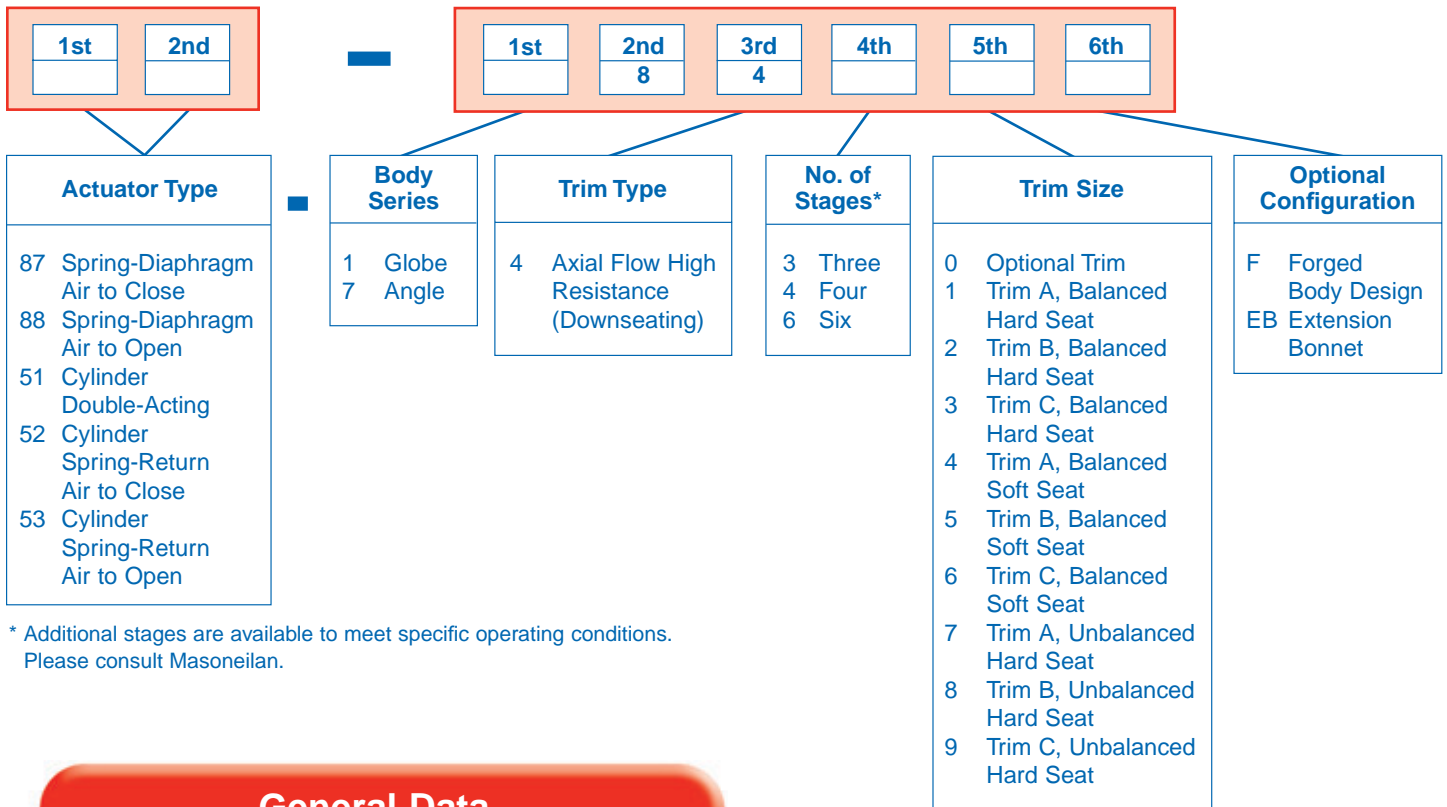 1st 2nd - 1st 2nd 3rd 4th 5th 6th
8 4
Actuator Type
87 Spring-Diaphragm
Air to Close
88 Spring-Diaphragm
Air to Open
51 Cylinder
Double-Acting
52 Cylinder
Spring-Return
Air to Close
53 Cylinder
Spring-Return
Air to Open
-
Body
Series
1 Globe
7 Angle
Trim Type
4 Axial Flow High
Resistance
(Downseating)
No. of
Stages*
3 Three
4 Four
6 Six
Trim Size
0 Optional Trim
1 Trim A, Balanced
Hard Seat
2 Trim B, Balanced
Hard Seat
3 Trim C, Balanced
Hard Seat
4 Trim A, Balanced
Soft Seat
5 Trim B, Balanced
Soft Seat
6 Trim C, Balanced
Soft Seat
7 Trim A, Unbalanced
Hard Seat
8 Trim B, Unbalanced
Hard Seat
9 Trim C, Unbalanced
Hard Seat
Optional
Configuration
F Forged
Body Design
EB Extension
Bonnet
* Additional stages are available to meet specific operating conditions.
Please consult Masoneilan.
General Data